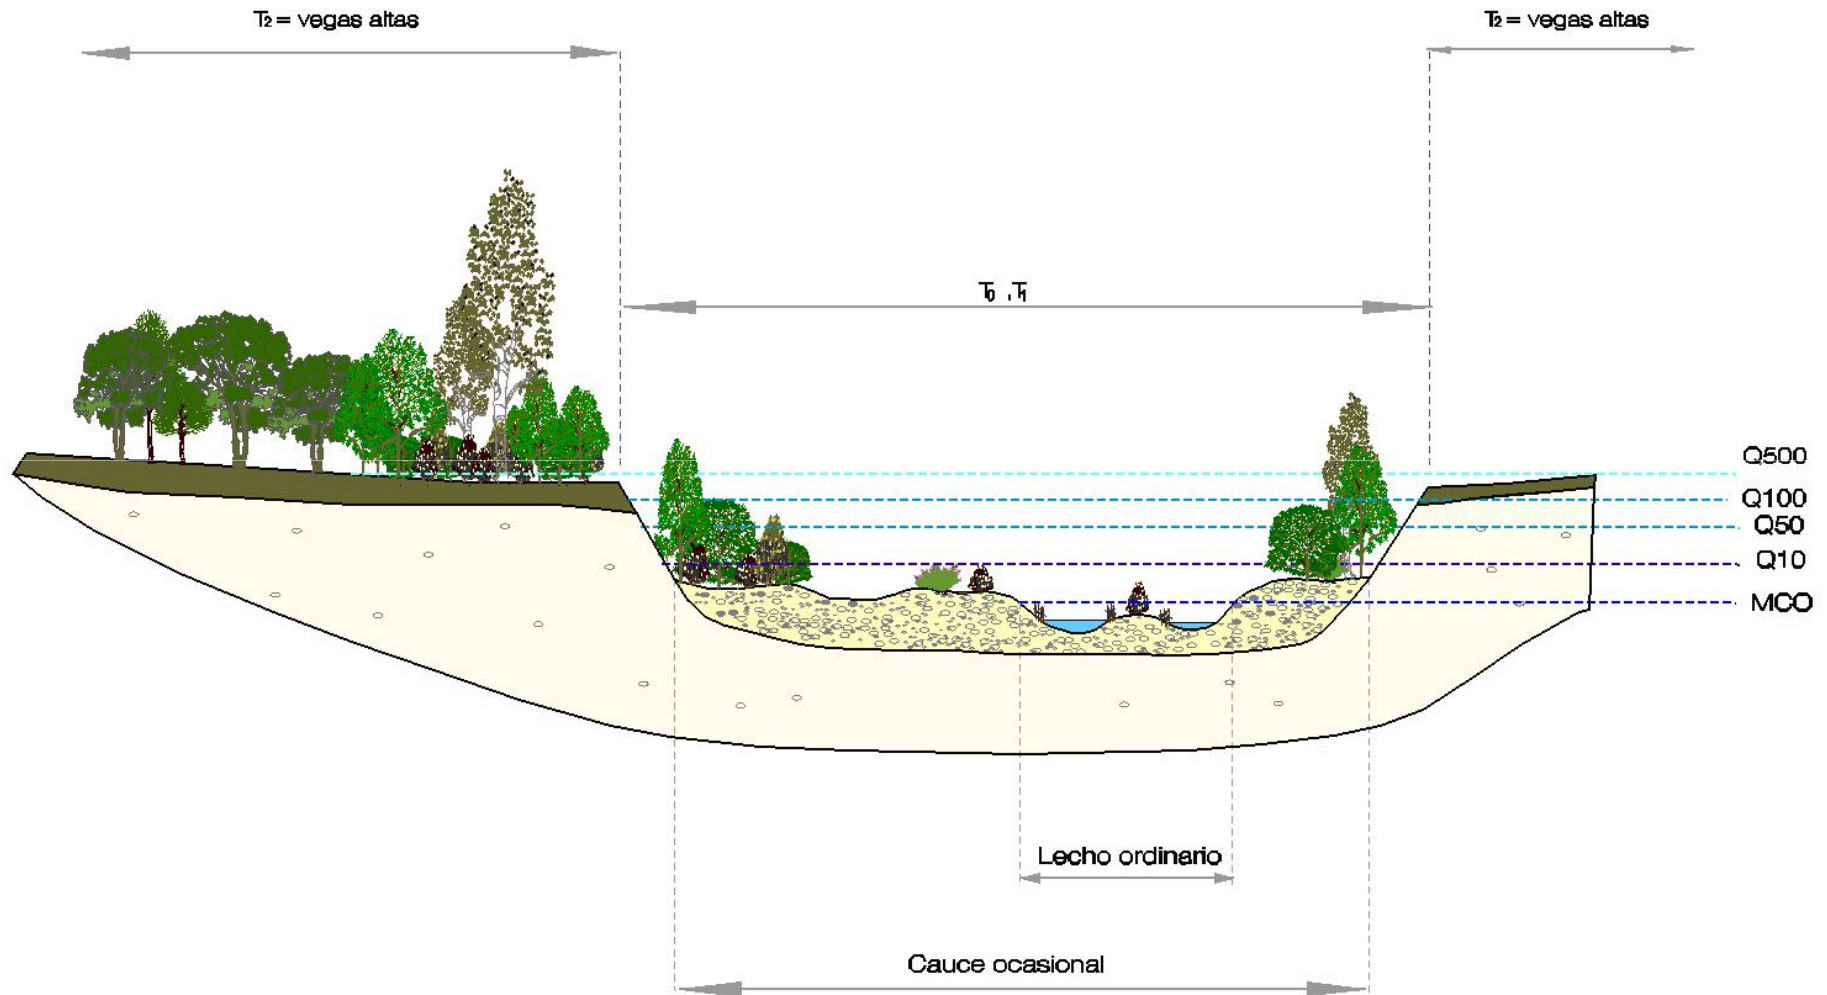 T2 = vegas altas
T2 = vegas altas
T0 , T1
Q500
Q100
Q50
Q10
MCO
Lecho ordinario
Cauce ocasional